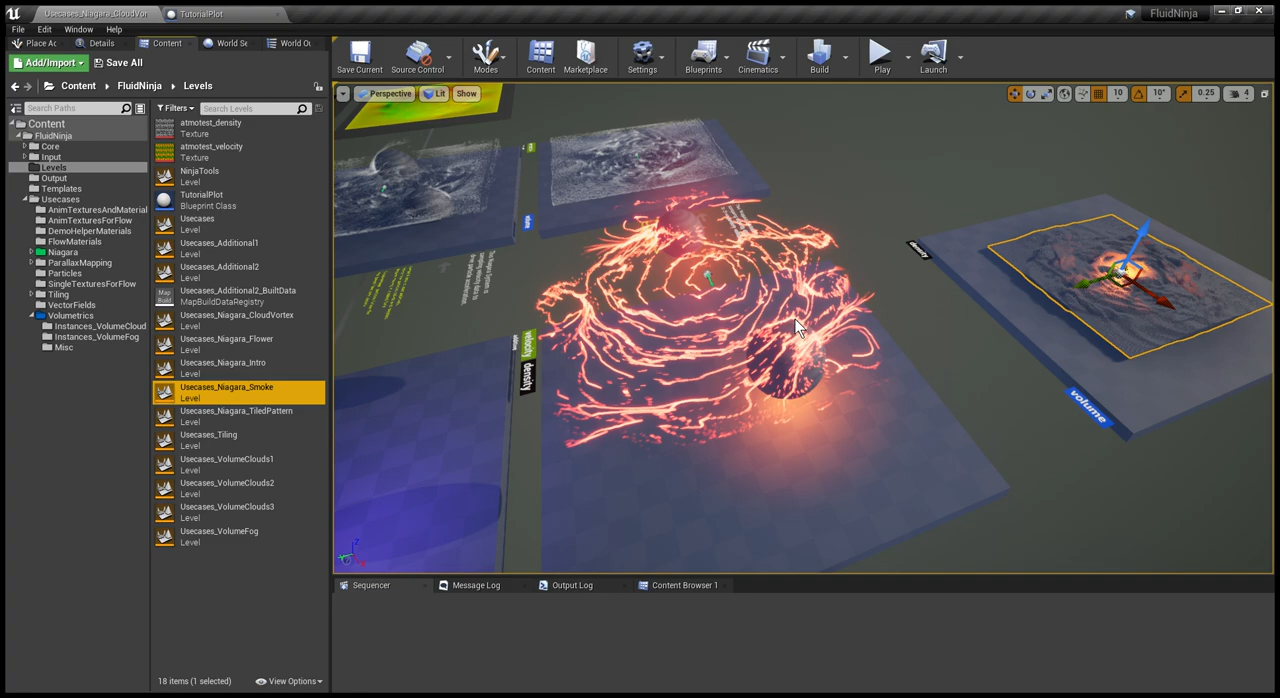 Usecases_Niagara_CloudVor
TutorialPlot
FluidNinja
File Edit Window Help
Place Ac
Details
Content
World Se
World Ou
Add/Import
Save All
Content FluidNinja Levels
Search Paths
Content
FluidNinja
Core
Input
Levels
Output
Templates
Usecases
AnimTexturesAndMaterial
AnimTexturesForFlow
DemoHelperMaterials
FlowMaterials
Niagara
ParallaxMapping
Particles
SingleTexturesForFlow
Tiling
VectorFields
Volumetrics
Instances_VolumeCloud
Instances_VolumeFog
Misc
Filters
Search Levels
atmotest_density
Texture
atmotest_velocity
Texture
NinjaTools
Level
TutorialPlot
Blueprint Class
Usecases
Level
Usecases_Additional1
Level
Usecases_Additional2
Level
Map Build
Usecases_Additional2_BuiltData
MapBuildDataRegistry
Usecases_Niagara_CloudVortex
Level
Usecases_Niagara_Flower
Level
Usecases_Niagara_Intro
Level
Usecases_Niagara_Smoke
Level
Usecases_Niagara_TiledPattern
Level
Usecases_Tiling
Level
Usecases_VolumeClouds1
Level
Usecases_VolumeClouds2
Level
Usecases_VolumeClouds3
Level
Usecases_VolumeFog
Level
18 items (1 selected)
View Options
Save Current
Source Control
Modes
Content
Marketplace
Settings
Blueprints
Cinematics
Build
Play
Launch
Perspective
Lit
Show
10
10°
0.25
4
density
volume
velocity
density
Sequencer
Message Log
Output Log
Content Browser 1